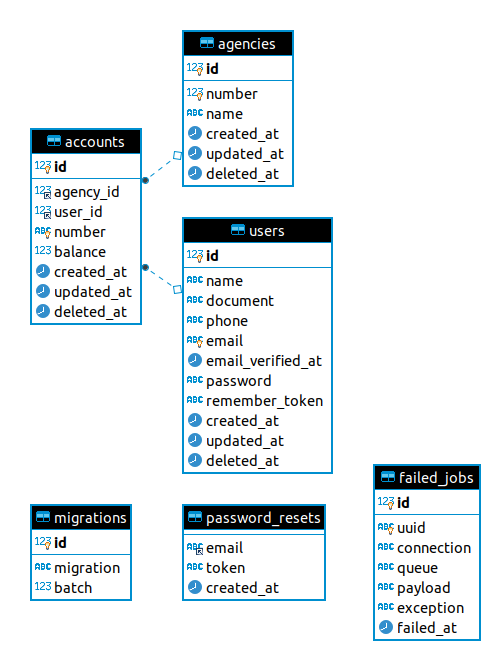 agencies
123 id
123 number
ABC name
created_at
updated_at
deleted_at
accounts
123 id
123 agency_id
123 user_id
ABC number
123 balance
created_at
updated_at
deleted_at
users
123 id
ABC name
ABC document
ABC phone
ABC email
email_verified_at
ABC password
ABC remember_token
created_at
updated_at
deleted_at
failed_jobs
123 id
ABC uuid
ABC connection
ABC queue
ABC payload
ABC exception
failed_at
migrations
123 id
ABC migration
123 batch
password_resets
ABC email
ABC token
created_at